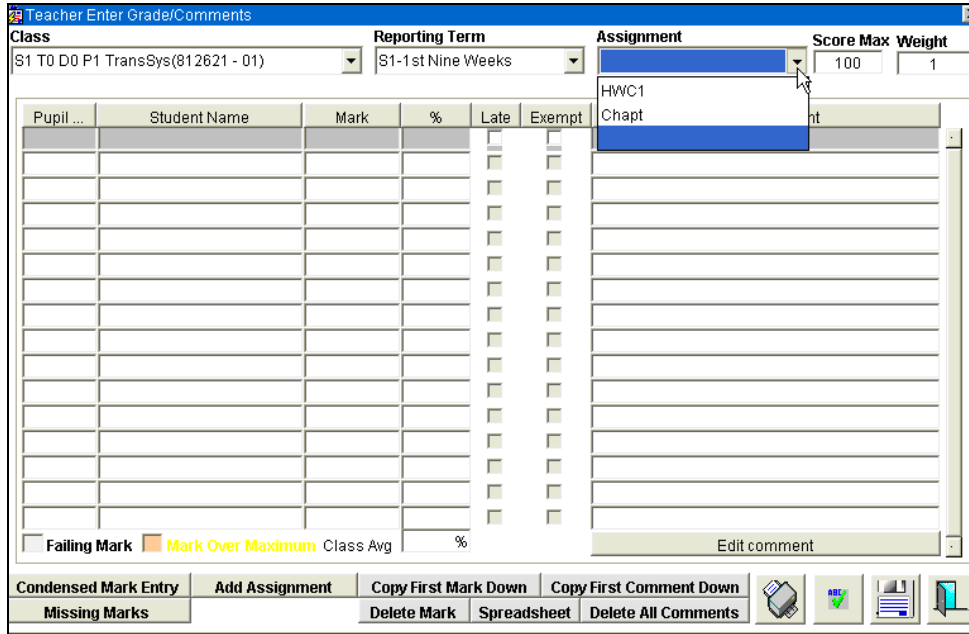 Teacher Enter Grade/Comments
Class Reporting Term Assignment Score Max Weight
S1 T0 D0 P1 TransSys(812621 - 01) S1-1st Nine Weeks 100 1
HWC1
Chapt
Pupil ... Student Name Mark % Late Exempt nt
Failing Mark Mark Over Maximum Class Avg % Edit comment
Condensed Mark Entry Add Assignment Copy First Mark Down Copy First Comment Down
Missing Marks Delete Mark Spreadsheet Delete All Comments
ABC